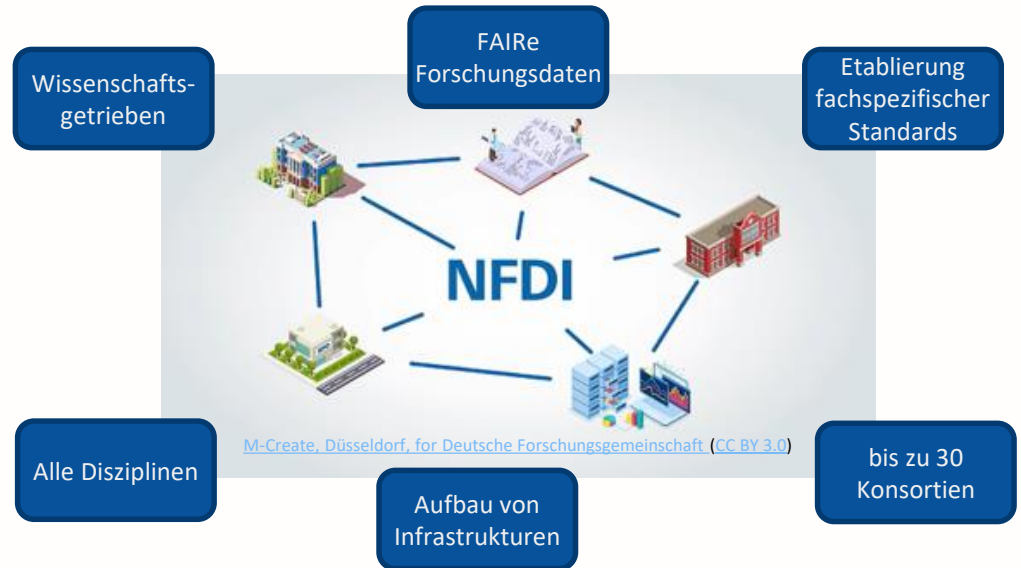 FAIRe
Forschungsdaten
Wissenschafts-
getrieben
Etablierung
fachspezifischer
Standards
NFDI
M-Create, Düsseldorf, for Deutsche Forschungsgemeinschaft (CC BY 3.0)
Alle Disziplinen
bis zu 30
Konsortien
Aufbau von
Infrastrukturen